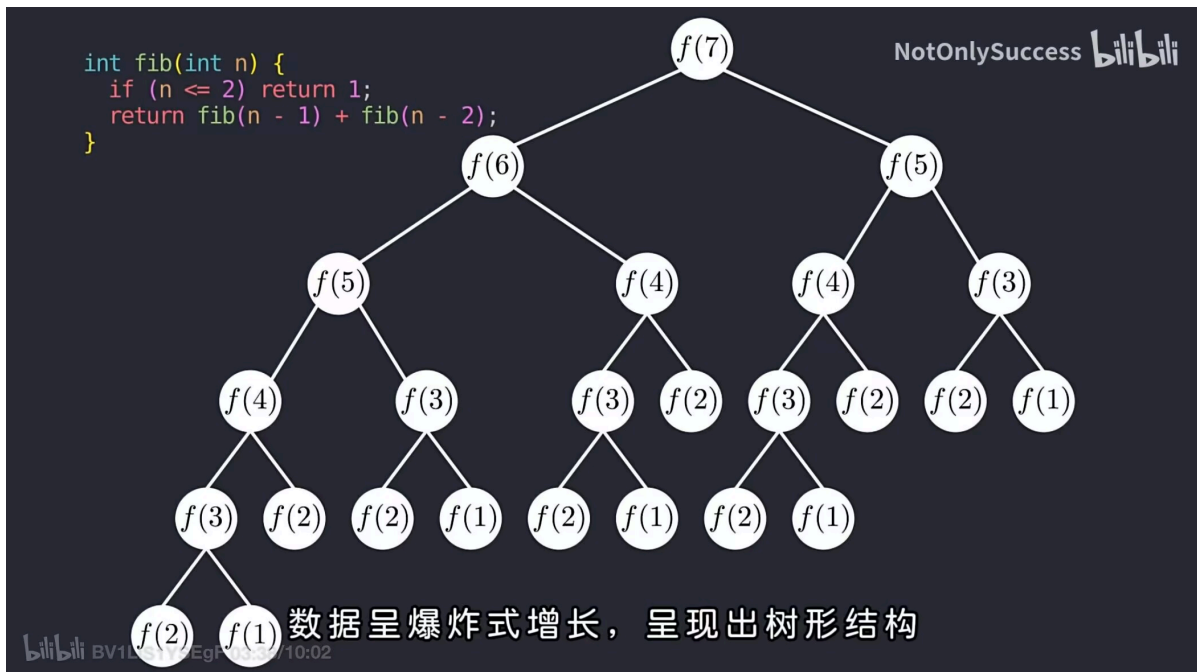 NotOnlySuccess bilibili
int fib(int n) {
if (n <= 2) return 1;
return fib(n - 1) + fib(n - 2);
}
f(7)
f(6) f(5)
f(5) f(4) f(4) f(3)
f(4) f(3) f(3) f(2) f(3) f(2) f(2) f(1)
f(3) f(2) f(2) f(1) f(2) f(1) f(2) f(1)
f(2) f(1)
数据呈爆炸式增长，呈现出树形结构
bilibili /10:02